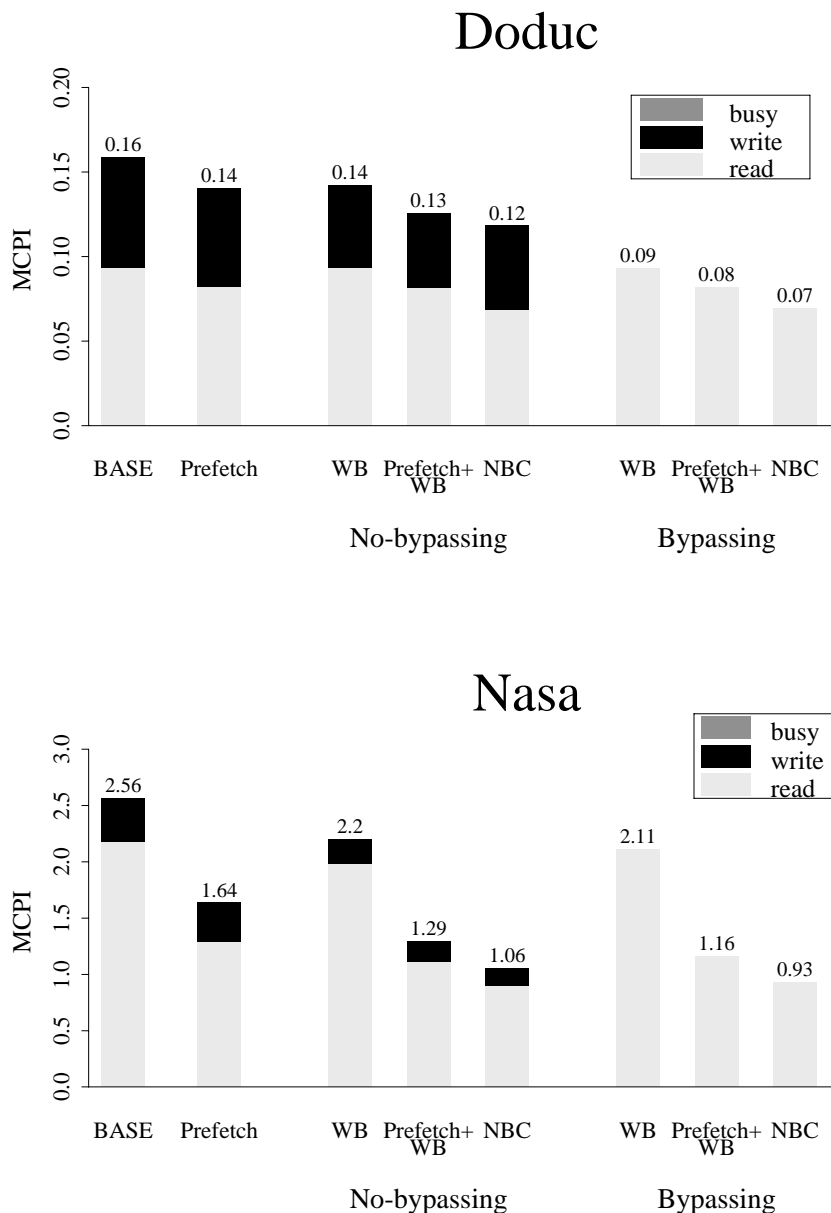 Doduc
MCPI
0.0
0.05
0.10
0.15
0.20
busy
write
read
0.16
0.14
0.14
0.13
0.12
0.09
0.08
0.07
BASE Prefetch WB Prefetch+ NBC WB Prefetch+ NBC
WB WB
No-bypassing Bypassing
Nasa
MCPI
0.0
0.5
1.0
1.5
2.0
2.5
3.0
busy
write
read
2.56
1.64
2.2
1.29
1.06
2.11
1.16
0.93
BASE Prefetch WB Prefetch+ NBC WB Prefetch+ NBC
WB WB
No-bypassing Bypassing